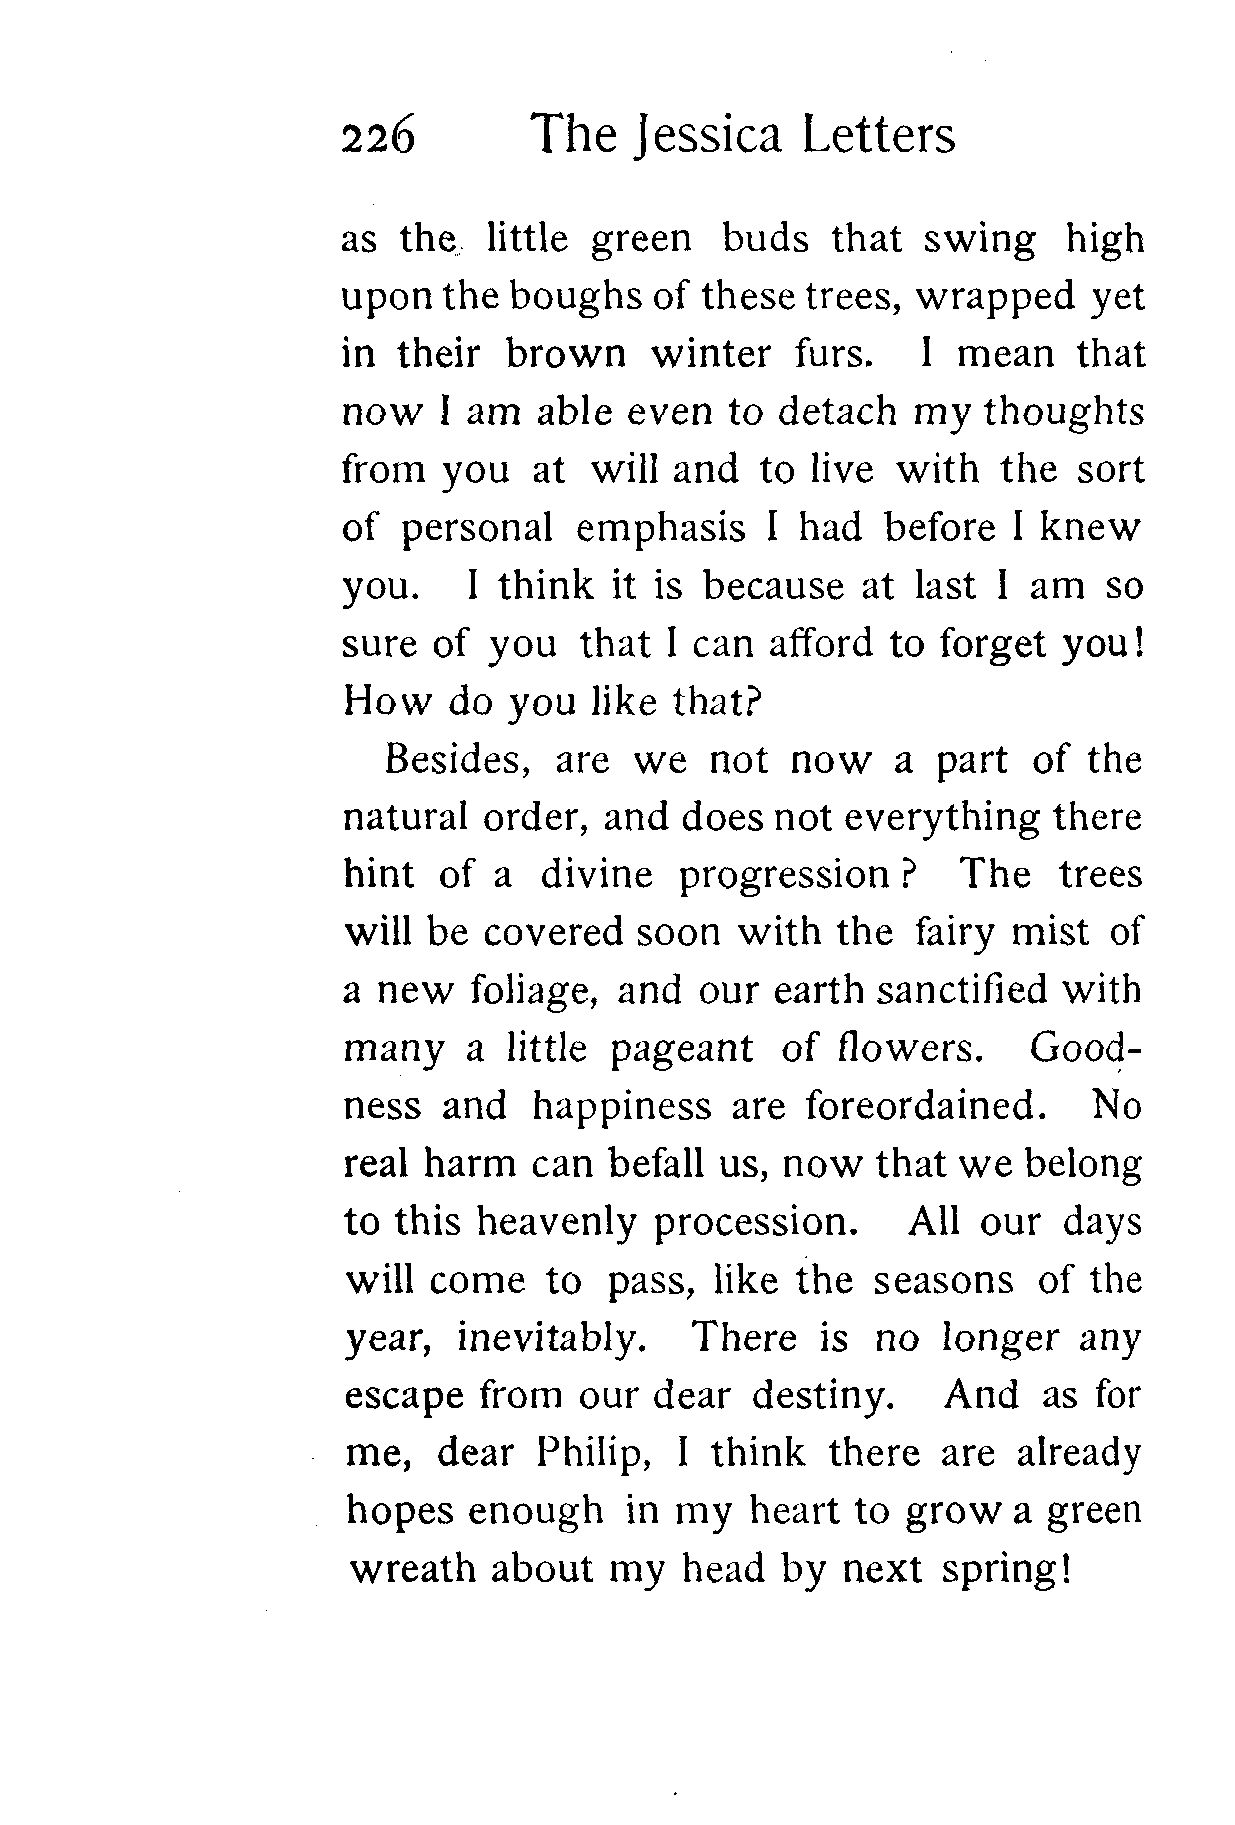 226 The Jessica Letters
as the little green buds that swing high
upon the boughs of these trees, wrapped yet
in their brown winter furs. I mean that
now I am able even to detach my thoughts
from you at will and to live with the sort
of personal emphasis I had before I knew
you. I think it is because at last I am so
sure of you that I can afford to forget you!
How do you like that?
Besides, are we not now a part of the
natural order, and does not everything there
hint of a divine progression? The trees
will be covered soon with the fairy mist of
a new foliage, and our earth sanctified with
many a little pageant of flowers. Good-
ness and happiness are foreordained. No
real harm can befall us, now that we belong
to this heavenly procession. All our days
will come to pass, like the seasons of the
year, inevitably. There is no longer any
escape from our dear destiny. And as for
me, dear Philip, I think there are already
hopes enough in my heart to grow a green
wreath about my head by next spring!